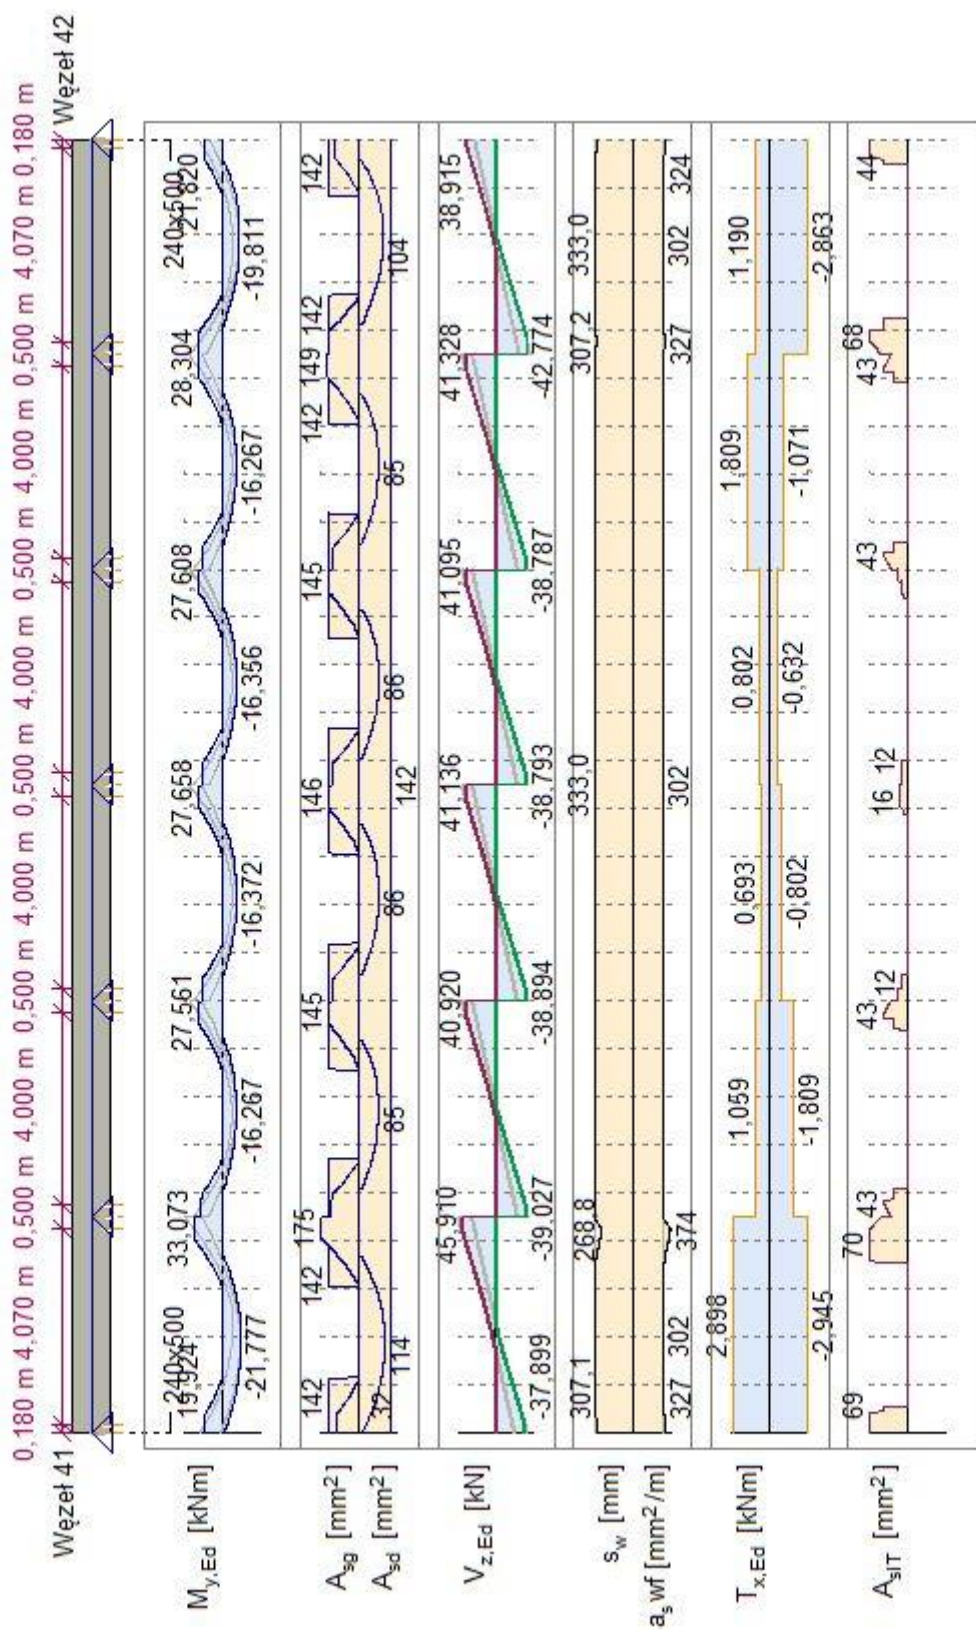 0,180 m 4,070 m 0,500 m 4,000 m 0,500 m 4,000 m 0,500 m 4,000 m 0,500 m 4,000 m 0,500 m 4,070 m 0,180 m
Węzeł 41 Węzeł 42
M_y,Ed [kNm]
19,924 240x500 33,073 27,561 27,658 27,608 28,304 240x500 21,820
-21,777 -16,267 -16,372 -16,356 -16,267 -19,811
A_sg [mm²]
142 142 175 145 146 145 142 149 142 142
A_sd [mm²]
32 114 85 86 142 86 85 104
V_z,Ed [kN]
45,910 40,920 41,136 41,095 41,328 38,915
-37,899 -39,027 -38,894 -38,793 -38,787 -42,774
s_w [mm]
307,1 268,8 333,0 307,2 333,0
a_s wf [mm²/m]
327 302 374 302 327 302 324
T_x,Ed [kNm]
2,898 1,059 0,693 0,802 1,809 1,190
-2,945 -1,809 -0,802 -0,632 -1,071 -2,863
A_slT [mm²]
69 70 43 43 12 16 12 43 43 68 44